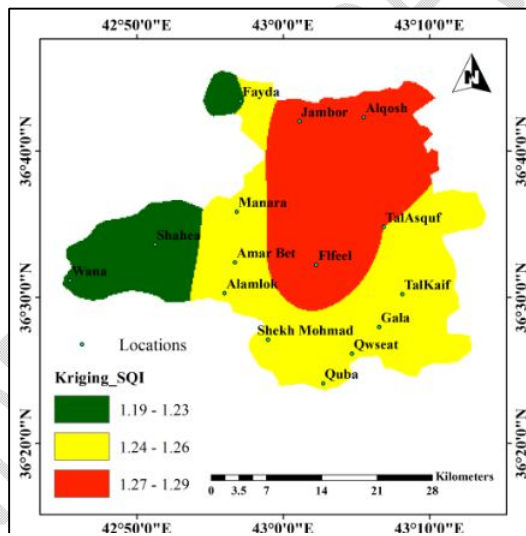 42°50'0"E 43°0'0"E 43°10'0"E
N
Fayda
Jambor
Alqosh
36°40'0"N
36°40'0"N
Manara
Shahea
TalAsquf
Amar Bet
Flfeel
Wana
Alamlok
TalKaif
36°30'0"N
36°30'0"N
Gala
Shekh Mohmad
Locations
Qwseat
Kriging_SQI
Quba
1.19 - 1.23
1.24 - 1.26
36°20'0"N
36°20'0"N
1.27 - 1.29
Kilometers
0 3.5 7 14 21 28
42°50'0"E 43°0'0"E 43°10'0"E